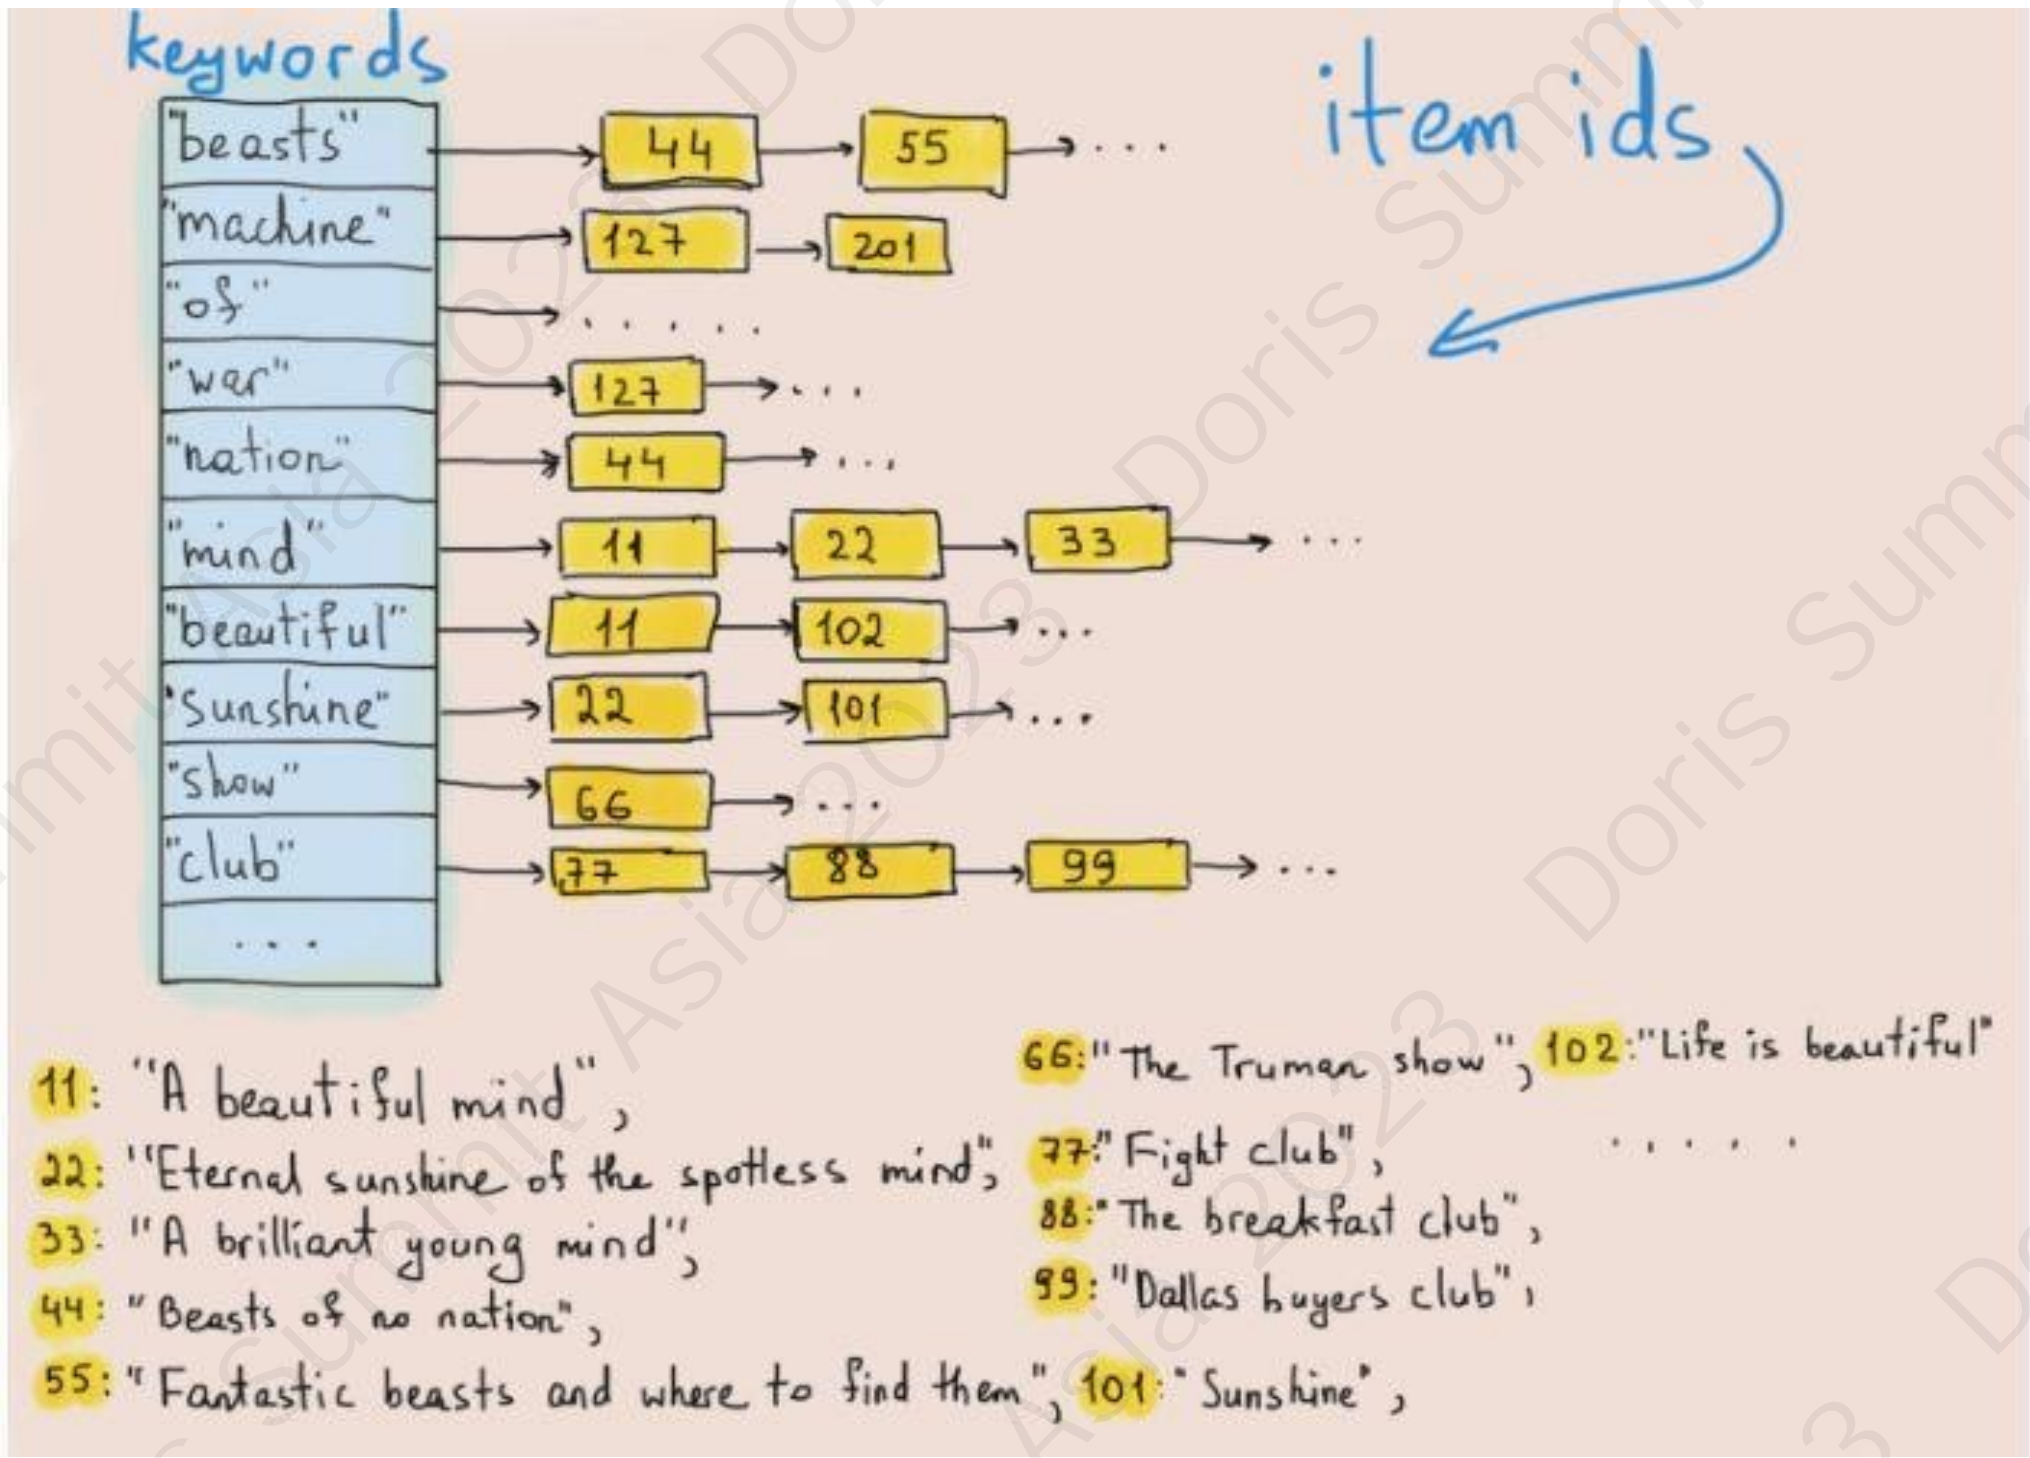 keywords
item ids
"beasts" 44 55 ...
"machine" 127 201
"of" .....
"war" 127 ...
"nation" 44 ...
"mind" 11 22 33 ...
"beautiful" 11 102 ...
"Sunshine" 22 101 ...
"show" 66 ...
"club" 77 88 99 ...
...
11: "A beautiful mind",
22: "Eternal sunshine of the spotless mind",
33: "A brilliant young mind",
44: "Beasts of no nation",
55: "Fantastic beasts and where to find them", 101: "Sunshine",
66: "The Truman show", 102: "Life is beautiful"
77: "Fight club", .....
88: "The breakfast club",
99: "Dallas buyers club",
Doris Summit Asia 2023